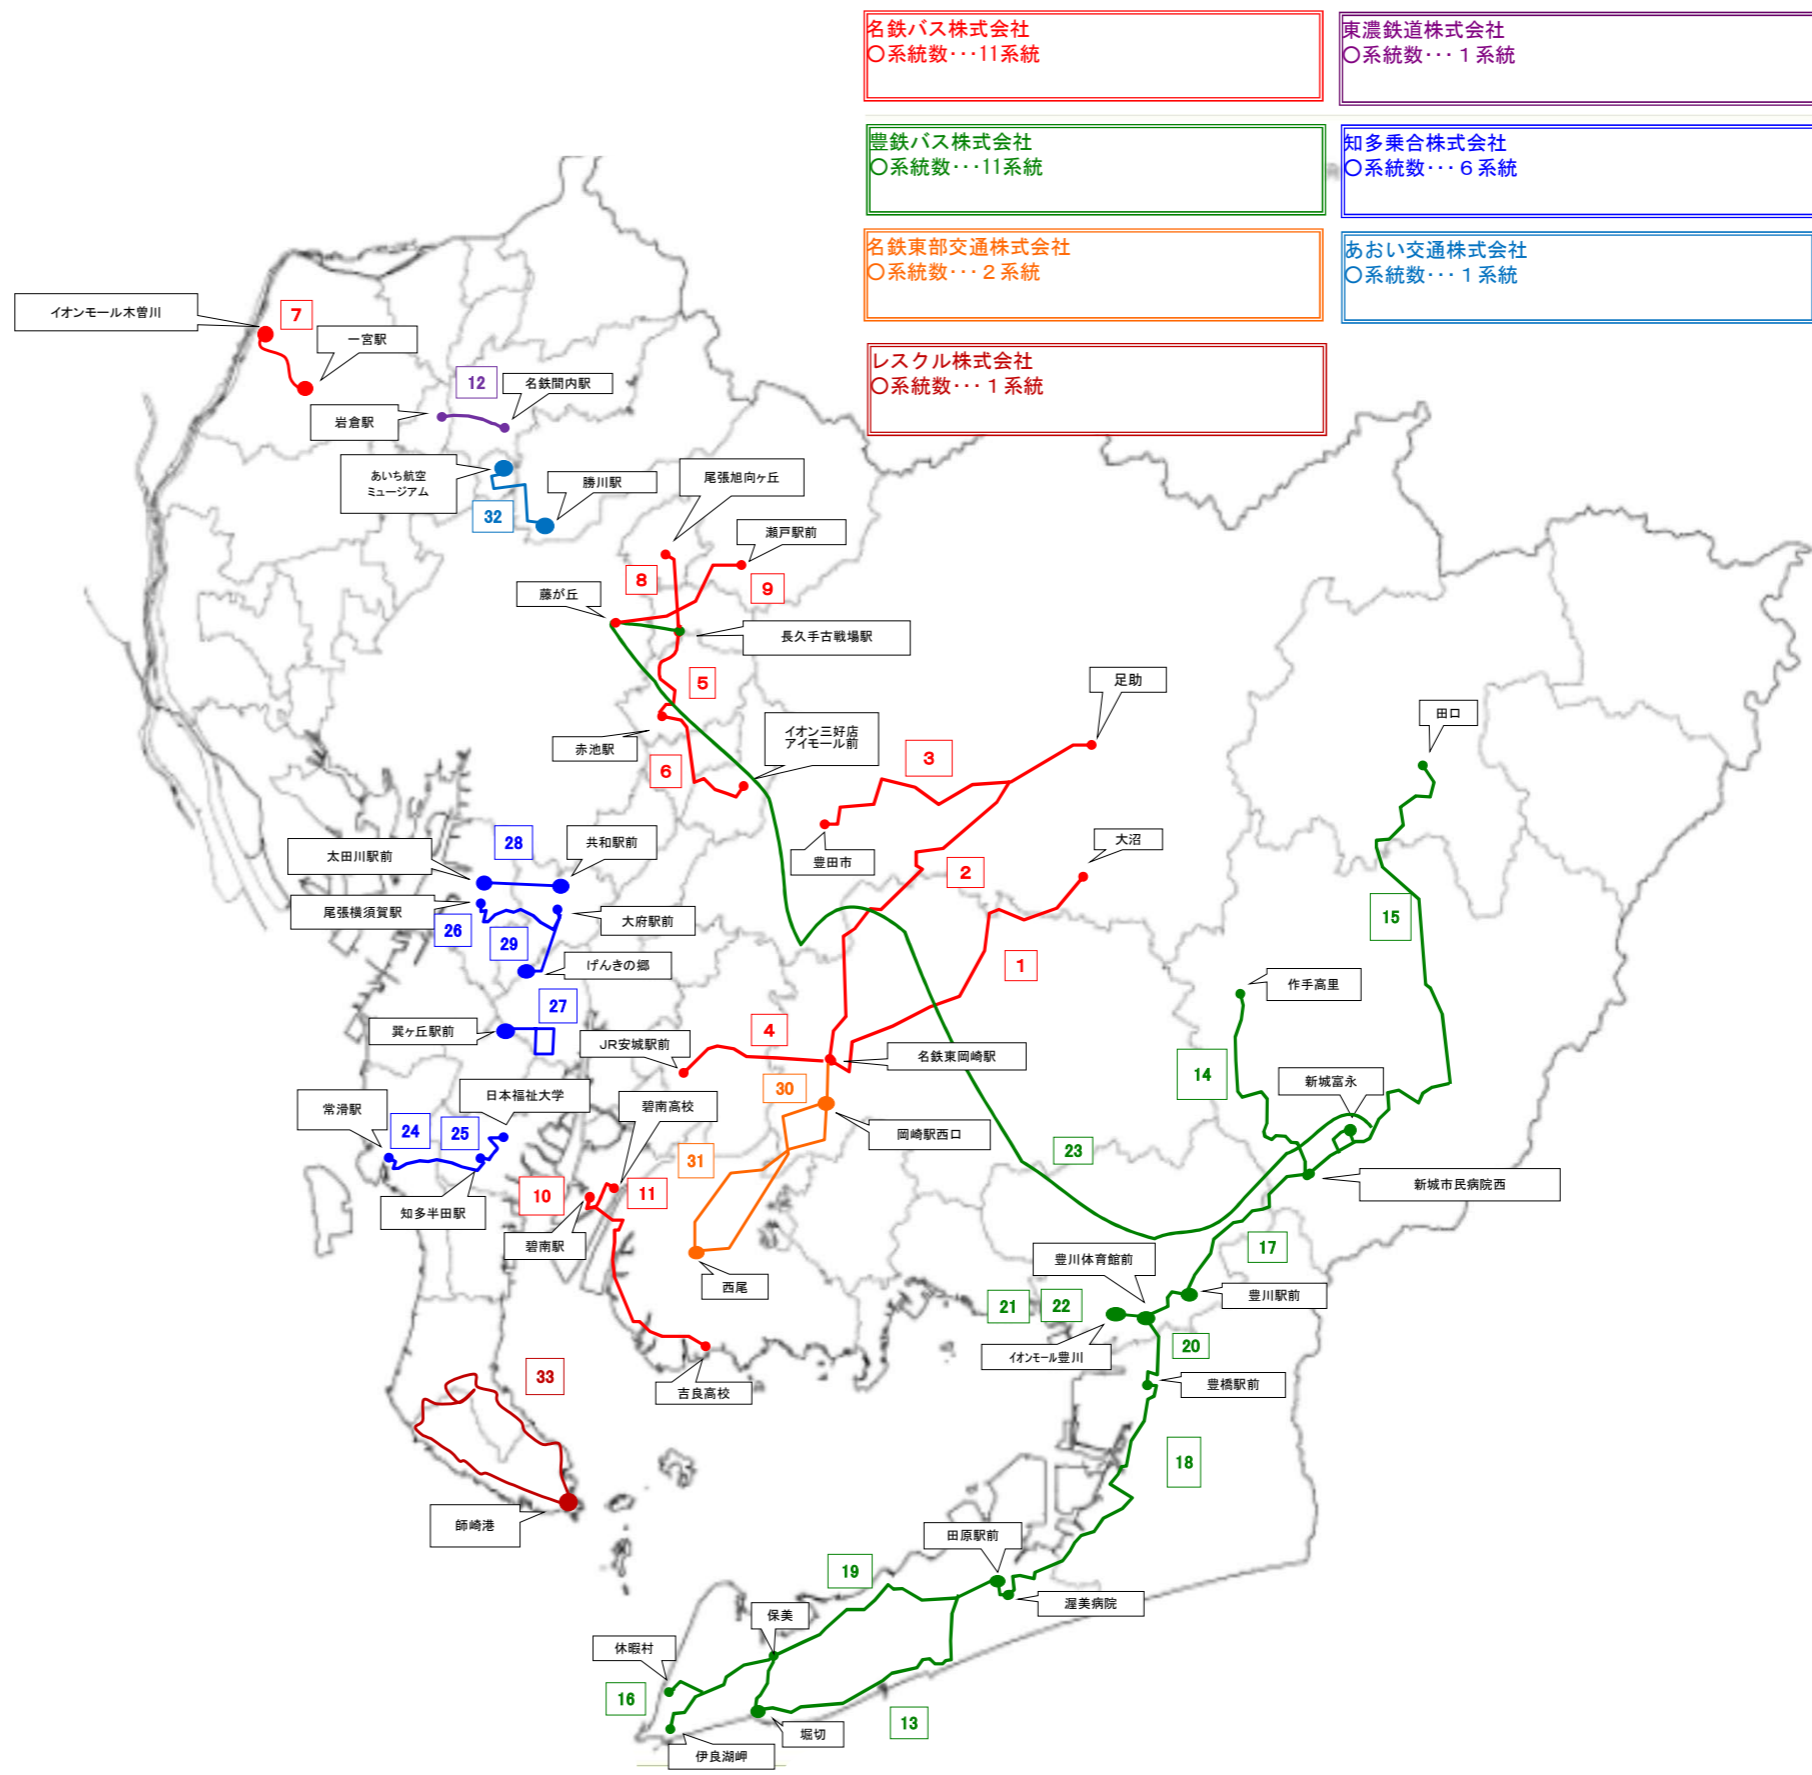 名鉄バス株式会社
〇系統数･･･11系統
東濃鉄道株式会社
〇系統数･･･１系統
豊鉄バス株式会社
〇系統数･･･11系統
知多乗合株式会社
〇系統数･･･６系統
名鉄東部交通株式会社
〇系統数･･･２系統
あおい交通株式会社
〇系統数･･･１系統
レスクル株式会社
〇系統数･･･１系統
イオンモール木曽川
7
一宮駅
12
名鉄間内駅
岩倉駅
あいち航空
ミュージアム
勝川駅
32
尾張旭向ヶ丘
瀬戸駅前
8
9
藤が丘
長久手古戦場駅
5
足助
田口
イオン三好店
アイモール前
赤池駅
6
3
豊田市
大沼
2
28
共和駅前
太田川駅前
尾張横須賀駅
大府駅前
26
29
げんきの郷
15
1
作手高里
27
巽ヶ丘駅前
JR安城駅前
4
名鉄東岡崎駅
14
新城富永
30
日本福祉大学
碧南高校
常滑駅
24
25
岡崎駅西口
31
23
新城市民病院西
10
11
知多半田駅
碧南駅
西尾
17
豊川体育館前
豊川駅前
21
22
20
イオンモール豊川
豊橋駅前
33
吉良高校
18
師崎港
田原駅前
19
渥美病院
保美
休暇村
16
13
堀切
伊良湖岬